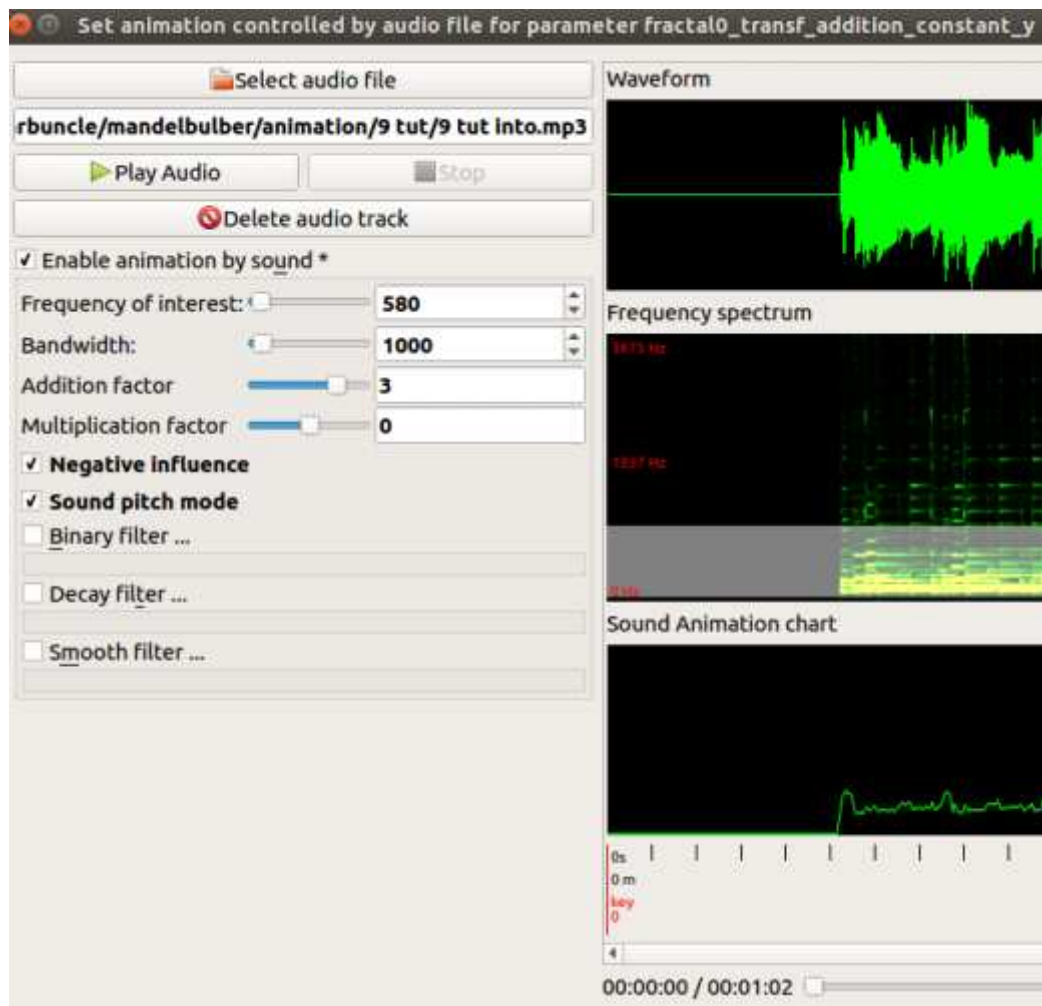 Set animation controlled by audio file for parameter fractal0_transf_addition_constant_y
Select audio file
rbuncle/mandelbulber/animation/9 tut/9 tut into.mp3
Play Audio
Stop
Delete audio track
Enable animation by sound *
Frequency of interest: 580
Bandwidth: 1000
Addition factor 3
Multiplication factor 0
Negative influence
Sound pitch mode
Binary filter ...
Decay filter ...
Smooth filter ...
Waveform
Frequency spectrum
0 Hz
Sound Animation chart
0s
0 m
key
0
00:00:00 / 00:01:02